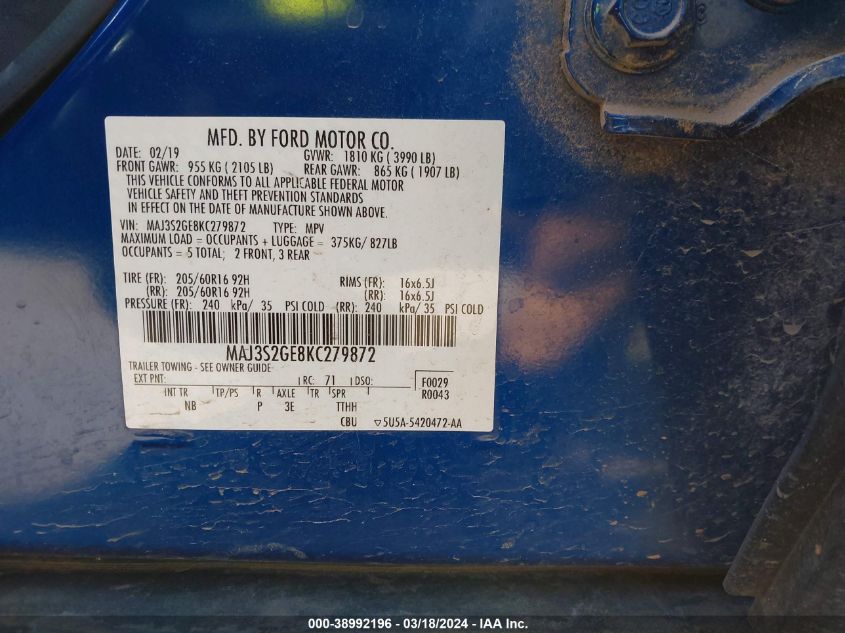 MFD. BY FORD MOTOR CO.
DATE: 02/19 GVWR: 1810 KG ( 3990 LB)
FRONT GAWR: 955 KG ( 2105 LB) REAR GAWR: 865 KG ( 1907 LB)
THIS VEHICLE CONFORMS TO ALL APPLICABLE FEDERAL MOTOR
VEHICLE SAFETY AND THEFT PREVENTION STANDARDS
IN EFFECT ON THE DATE OF MANUFACTURE SHOWN ABOVE.
VIN: MAJ3S2GE8KC279872 TYPE: MPV
MAXIMUM LOAD = OCCUPANTS + LUGGAGE = 375KG/ 827LB
OCCUPANTS = 5 TOTAL; 2 FRONT, 3 REAR
TIRE (FR): 205/60R16 92H RIMS (FR): 16x6.5J
(RR): 205/60R16 92H (RR): 16x6.5J
PRESSURE (FR): 240 kPa/ 35 PSI COLD (RR): 240 kPa/ 35 PSI COLD
MAJ3S2GE8KC279872
TRAILER TOWING - SEE OWNER GUIDE
EXT PNT: RC: 71 DSO: F0029
R0043
INT TR TP/PS R AXLE TR SPR
NB P 3E TTHH
CBU ▽5U5A-5420472-AA
000-38992196 - 03/18/2024 - IAA Inc.